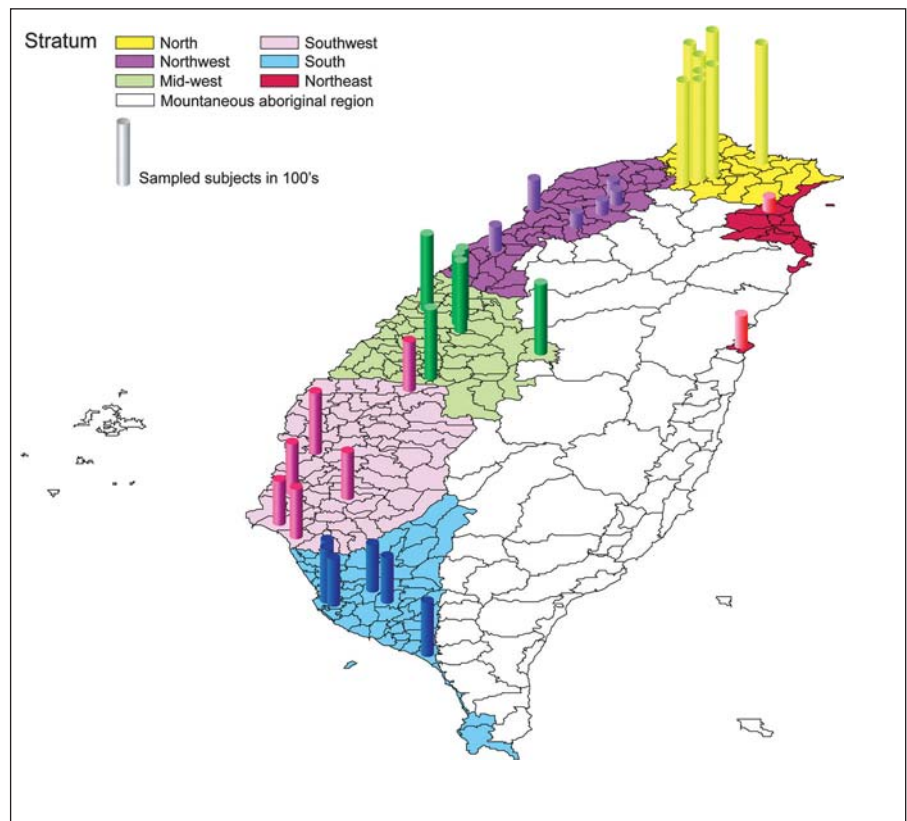 Stratum
North
Southwest
Northwest
South
Mid-west
Northeast
Mountaneous aboriginal region
Sampled subjects in 100's